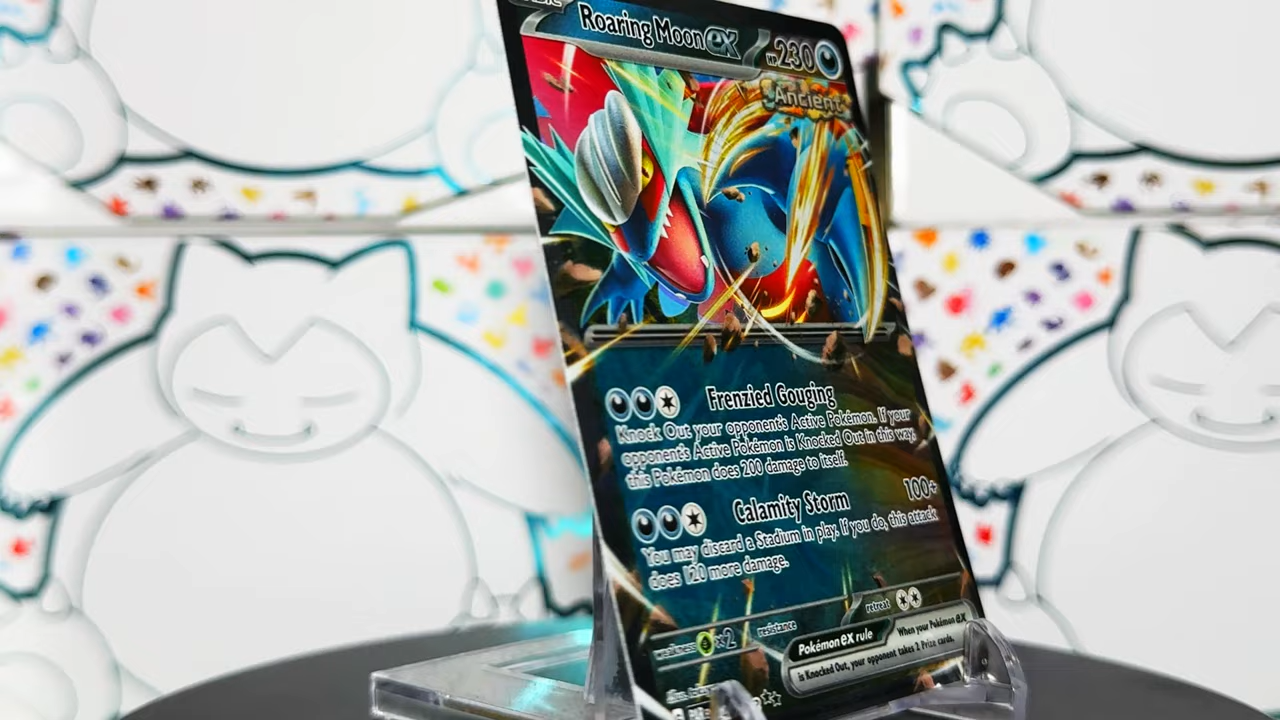 Roaring Moon ex HP 230
Ancient
Frenzied Gouging
Knock Out your opponent's Active Pokémon. If your
opponent's Active Pokémon is Knocked Out in this way,
this Pokémon does 200 damage to itself.
Calamity Storm 100+
You may discard a Stadium in play. If you do, this attack
does 120 more damage.
weakness ×2 resistance retreat
Pokémon ex rule When your Pokémon ex
is Knocked Out, your opponent takes 2 Prize cards.